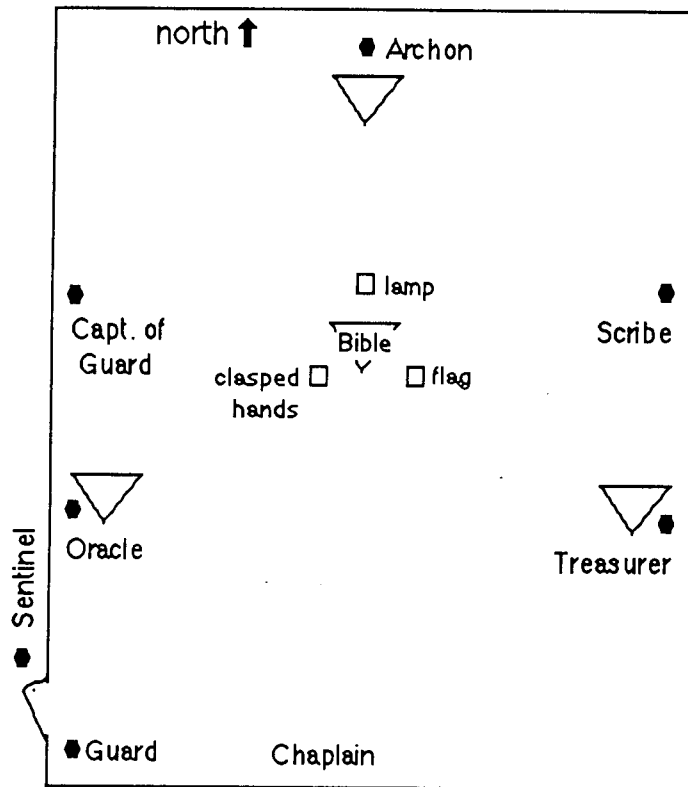 north
Archon
lamp
Capt. of
Guard
Scribe
Bible
clasped
hands
flag
Oracle
Treasurer
Sentinel
Guard
Chaplain